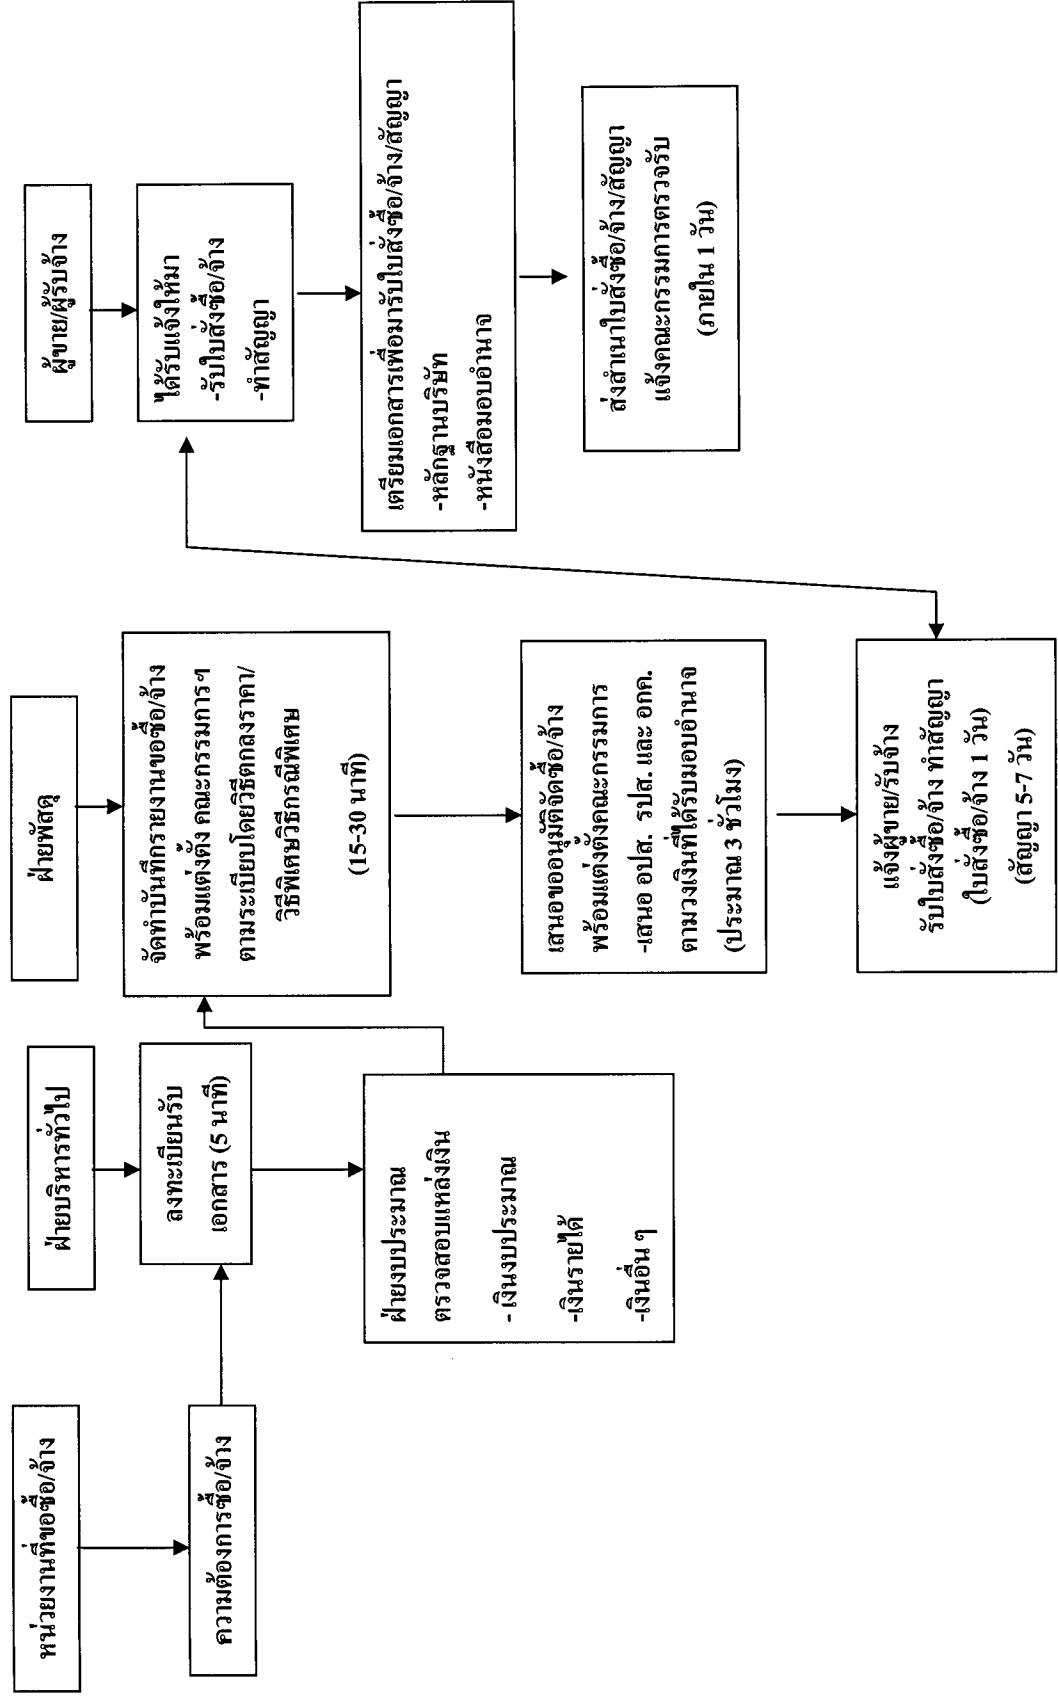 หน่วยงานที่ขอซื้อ/จ้าง
ความต้องการซื้อ/จ้าง
ฝ่ายบริหารทั่วไป
ลงทะเบียนรับ
เอกสาร (5 นาที)
ฝ่ายงบประมาณ
ตรวจสอบแหล่งเงิน
- เงินงบประมาณ
-เงินรายได้
-เงินอื่น ๆ
ฝ่ายพัสดุ
จัดทำบันทึกรายงานขอซื้อ/จ้าง
พร้อมแต่งตั้ง คณะกรรมการฯ
ตามระเบียบโดยวิธีตกลงราคา/
วิธีพิเศษวิธีกรณีพิเศษ
(15-30 นาที)
เสนอขออนุมัติจัดซื้อ/จ้าง
พร้อมแต่งตั้งคณะกรรมการ
-เสนอ อปส. รปส. และ อกค.
ตามวงเงินที่ได้รับมอบอำนาจ
(ประมาณ 3 ชั่วโมง)
แจ้งผู้ขาย/รับจ้าง
รับใบสั่งซื้อ/จ้าง ทำสัญญา
(ใบสั่งซื้อ/จ้าง 1 วัน)
(สัญญา 5-7 วัน)
ผู้ขาย/ผู้รับจ้าง
ได้รับแจ้งให้มา
-รับใบสั่งซื้อ/จ้าง
-ทำสัญญา
เตรียมเอกสารเพื่อมารับใบสั่งซื้อ/จ้าง/สัญญา
-หลักฐานบริษัท
-หนังสือมอบอำนาจ
ส่งสำเนาใบสั่งซื้อ/จ้าง/สัญญา
แจ้งคณะกรรมการตรวจรับ
(ภายใน 1 วัน)